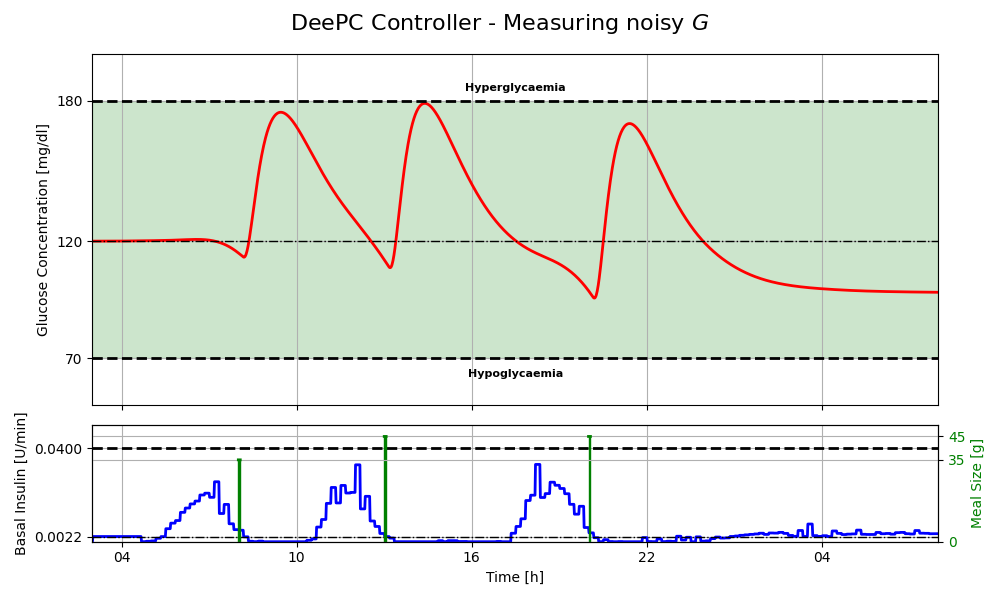 DeePC Controller - Measuring noisy G
Hyperglycaemia
180
120
70
Glucose Concentration [mg/dl]
Hypoglycaemia
0.0400
0.0022
Basal Insulin [U/min]
45
35
0
Meal Size [g]
04
10
16
22
04
Time [h]